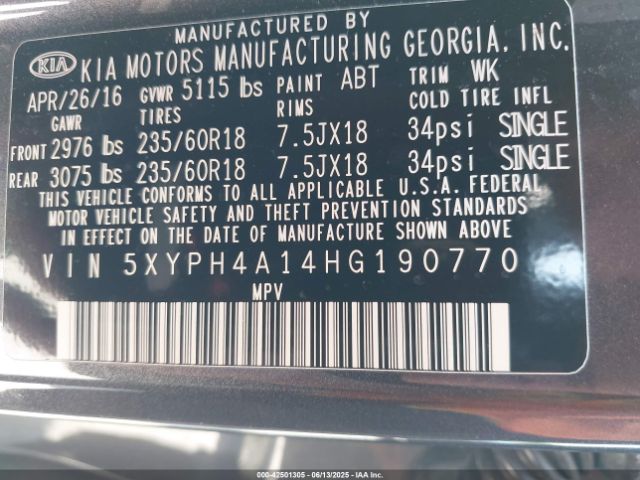 MANUFACTURED BY
KIA KIA MOTORS MANUFACTURING GEORGIA, INC.
APR/26/16 GVWR 5115 lbs PAINT ABT TRIM WK
GAWR TIRES RIMS COLD TIRE INFL
FRONT 2976 lbs 235/60R18 7.5JX18 34psi SINGLE
REAR 3075 lbs 235/60R18 7.5JX18 34psi SINGLE
THIS VEHICLE CONFORMS TO ALL APPLICABLE U.S.A. FEDERAL
MOTOR VEHICLE SAFETY AND THEFT PREVENTION STANDARDS
IN EFFECT ON THE DATE OF MANUFACTURE SHOWN ABOVE
VIN 5XYPH4A14HG190770
MPV
© 00-42501305 - 06/13/2025 - IAAI.COM